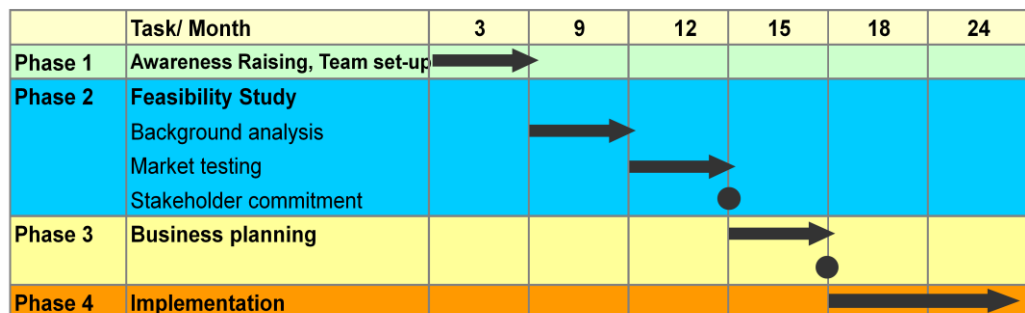 Task/ Month 3 9 12 15 18 24
Phase 1 Awareness Raising, Team set-up
Phase 2 Feasibility Study
Background analysis
Market testing
Stakeholder commitment
Phase 3 Business planning
Phase 4 Implementation